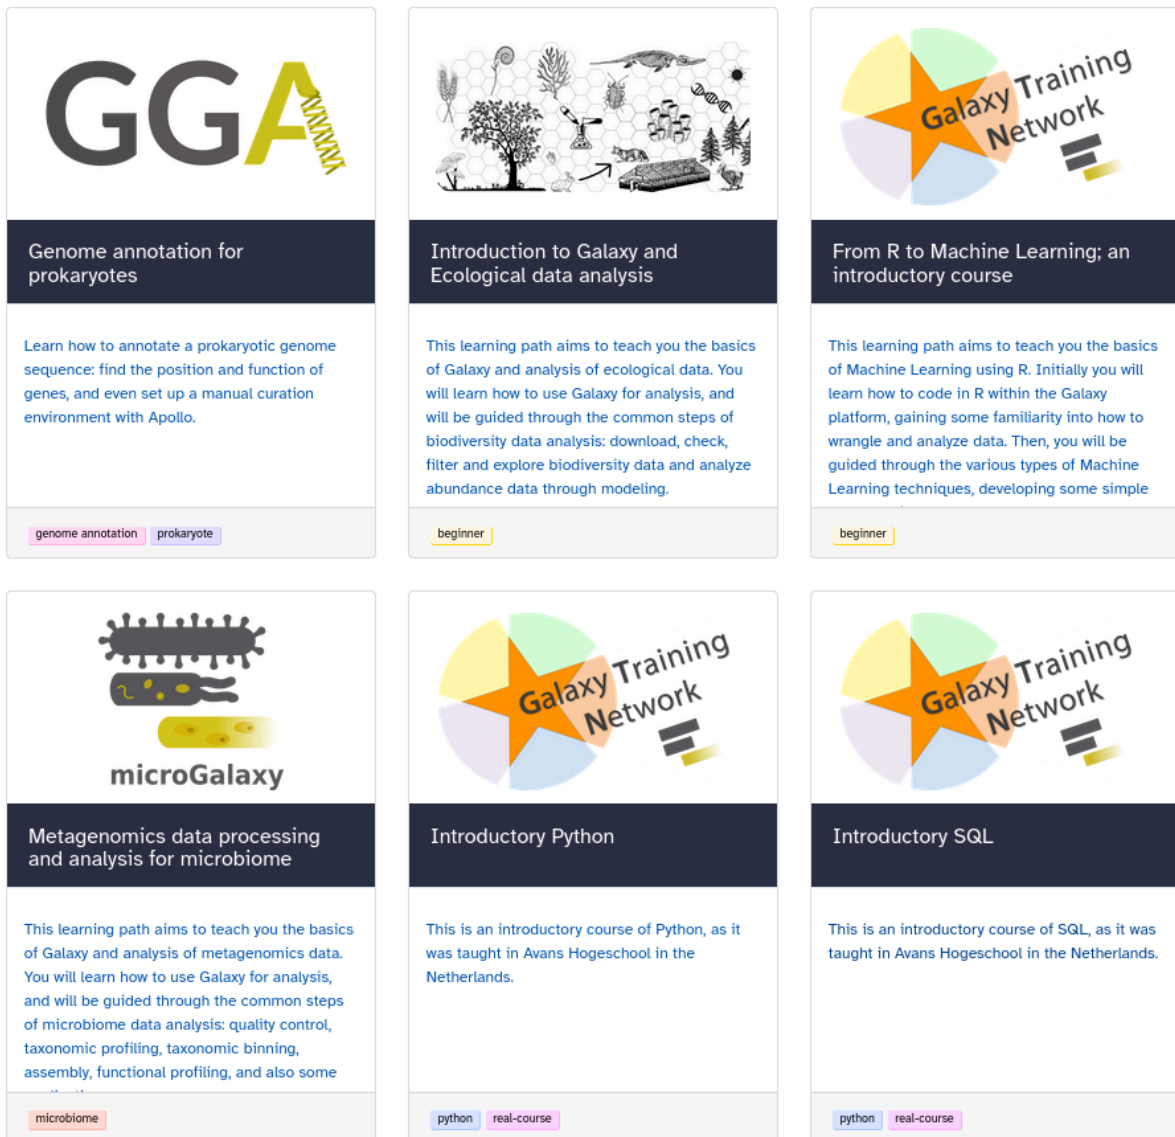 GGA
Genome annotation for
prokaryotes
Learn how to annotate a prokaryotic genome
sequence: find the position and function of
genes, and even set up a manual curation
environment with Apollo.
genome annotation prokaryote
Introduction to Galaxy and
Ecological data analysis
This learning path aims to teach you the basics
of Galaxy and analysis of ecological data. You
will learn how to use Galaxy for analysis, and
will be guided through the common steps of
biodiversity data analysis: download, check,
filter and explore biodiversity data and analyze
abundance data through modeling.
beginner
Galaxy Training
Network
From R to Machine Learning; an
introductory course
This learning path aims to teach you the basics
of Machine Learning using R. Initially you will
learn how to code in R within the Galaxy
platform, gaining some familiarity into how to
wrangle and analyze data. Then, you will be
guided through the various types of Machine
Learning techniques, developing some simple
beginner
microGalaxy
Metagenomics data processing
and analysis for microbiome
This learning path aims to teach you the basics
of Galaxy and analysis of metagenomics data.
You will learn how to use Galaxy for analysis,
and will be guided through the common steps
of microbiome data analysis: quality control,
taxonomic profiling, taxonomic binning,
assembly, functional profiling, and also some
microbiome
Galaxy Training
Network
Introductory Python
This is an introductory course of Python, as it
was taught in Avans Hogeschool in the
Netherlands.
python real-course
Galaxy Training
Network
Introductory SQL
This is an introductory course of SQL, as it was
taught in Avans Hogeschool in the Netherlands.
python real-course